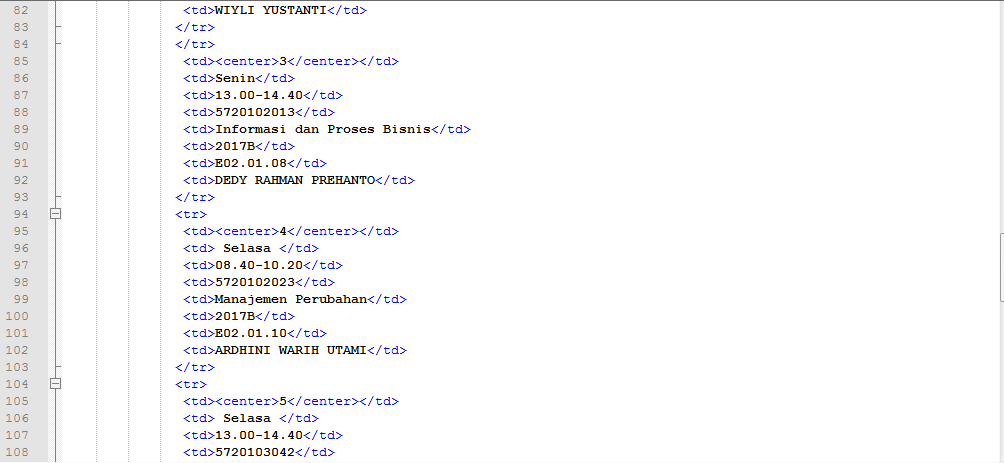 82 <td>WIYLI YUSTANTI</td>
83 </tr>
84 </tr>
85 <td><center>3</center></td>
86 <td>Senin</td>
87 <td>13.00-14.40</td>
88 <td>5720102013</td>
89 <td>Informasi dan Proses Bisnis</td>
90 <td>2017B</td>
91 <td>E02.01.08</td>
92 <td>DEDY RAHMAN PREHANTO</td>
93 </tr>
94 <tr>
95 <td><center>4</center></td>
96 <td> Selasa </td>
97 <td>08.40-10.20</td>
98 <td>5720102023</td>
99 <td>Manajemen Perubahan</td>
100 <td>2017B</td>
101 <td>E02.01.10</td>
102 <td>ARDHINI WARIH UTAMI</td>
103 </tr>
104 <tr>
105 <td><center>5</center></td>
106 <td> Selasa </td>
107 <td>13.00-14.40</td>
108 <td>5720103042</td>